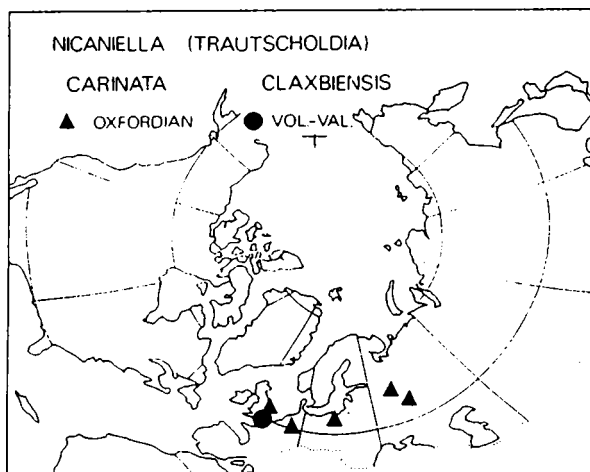 NICANIELLA (TRAUTSCHOLDIA)
CARINATA CLAXBIENSIS
▲ OXFORDIAN ● VOL.-VAL.